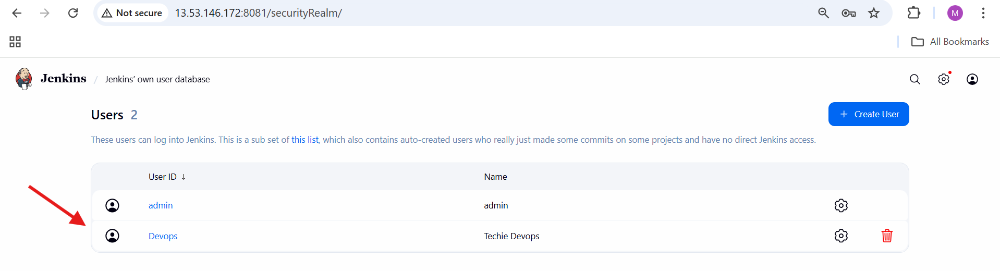 Not secure 13.53.146.172:8081/securityRealm/
M
All Bookmarks
Jenkins / Jenkins’ own user database
Users 2
+ Create User
These users can log into Jenkins. This is a sub set of this list, which also contains auto-created users who really just made some commits on some projects and have no direct Jenkins access.
User ID ↓ Name
admin admin
Devops Techie Devops